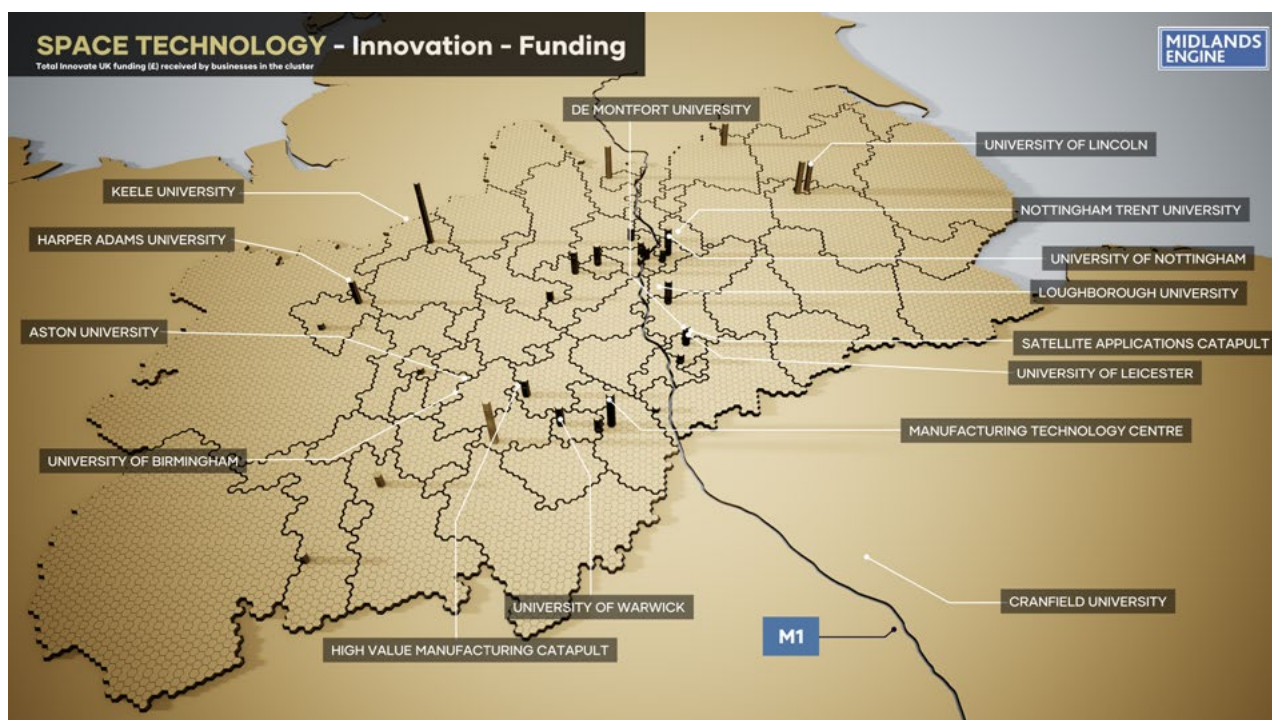 SPACE TECHNOLOGY - Innovation - Funding
Total Innovate UK funding (£) received by businesses in the cluster
MIDLANDS
ENGINE
DE MONTFORT UNIVERSITY
UNIVERSITY OF LINCOLN
KEELE UNIVERSITY
NOTTINGHAM TRENT UNIVERSITY
HARPER ADAMS UNIVERSITY
UNIVERSITY OF NOTTINGHAM
LOUGHBOROUGH UNIVERSITY
ASTON UNIVERSITY
SATELLITE APPLICATIONS CATAPULT
UNIVERSITY OF LEICESTER
MANUFACTURING TECHNOLOGY CENTRE
UNIVERSITY OF BIRMINGHAM
CRANFIELD UNIVERSITY
UNIVERSITY OF WARWICK
M1
HIGH VALUE MANUFACTURING CATAPULT